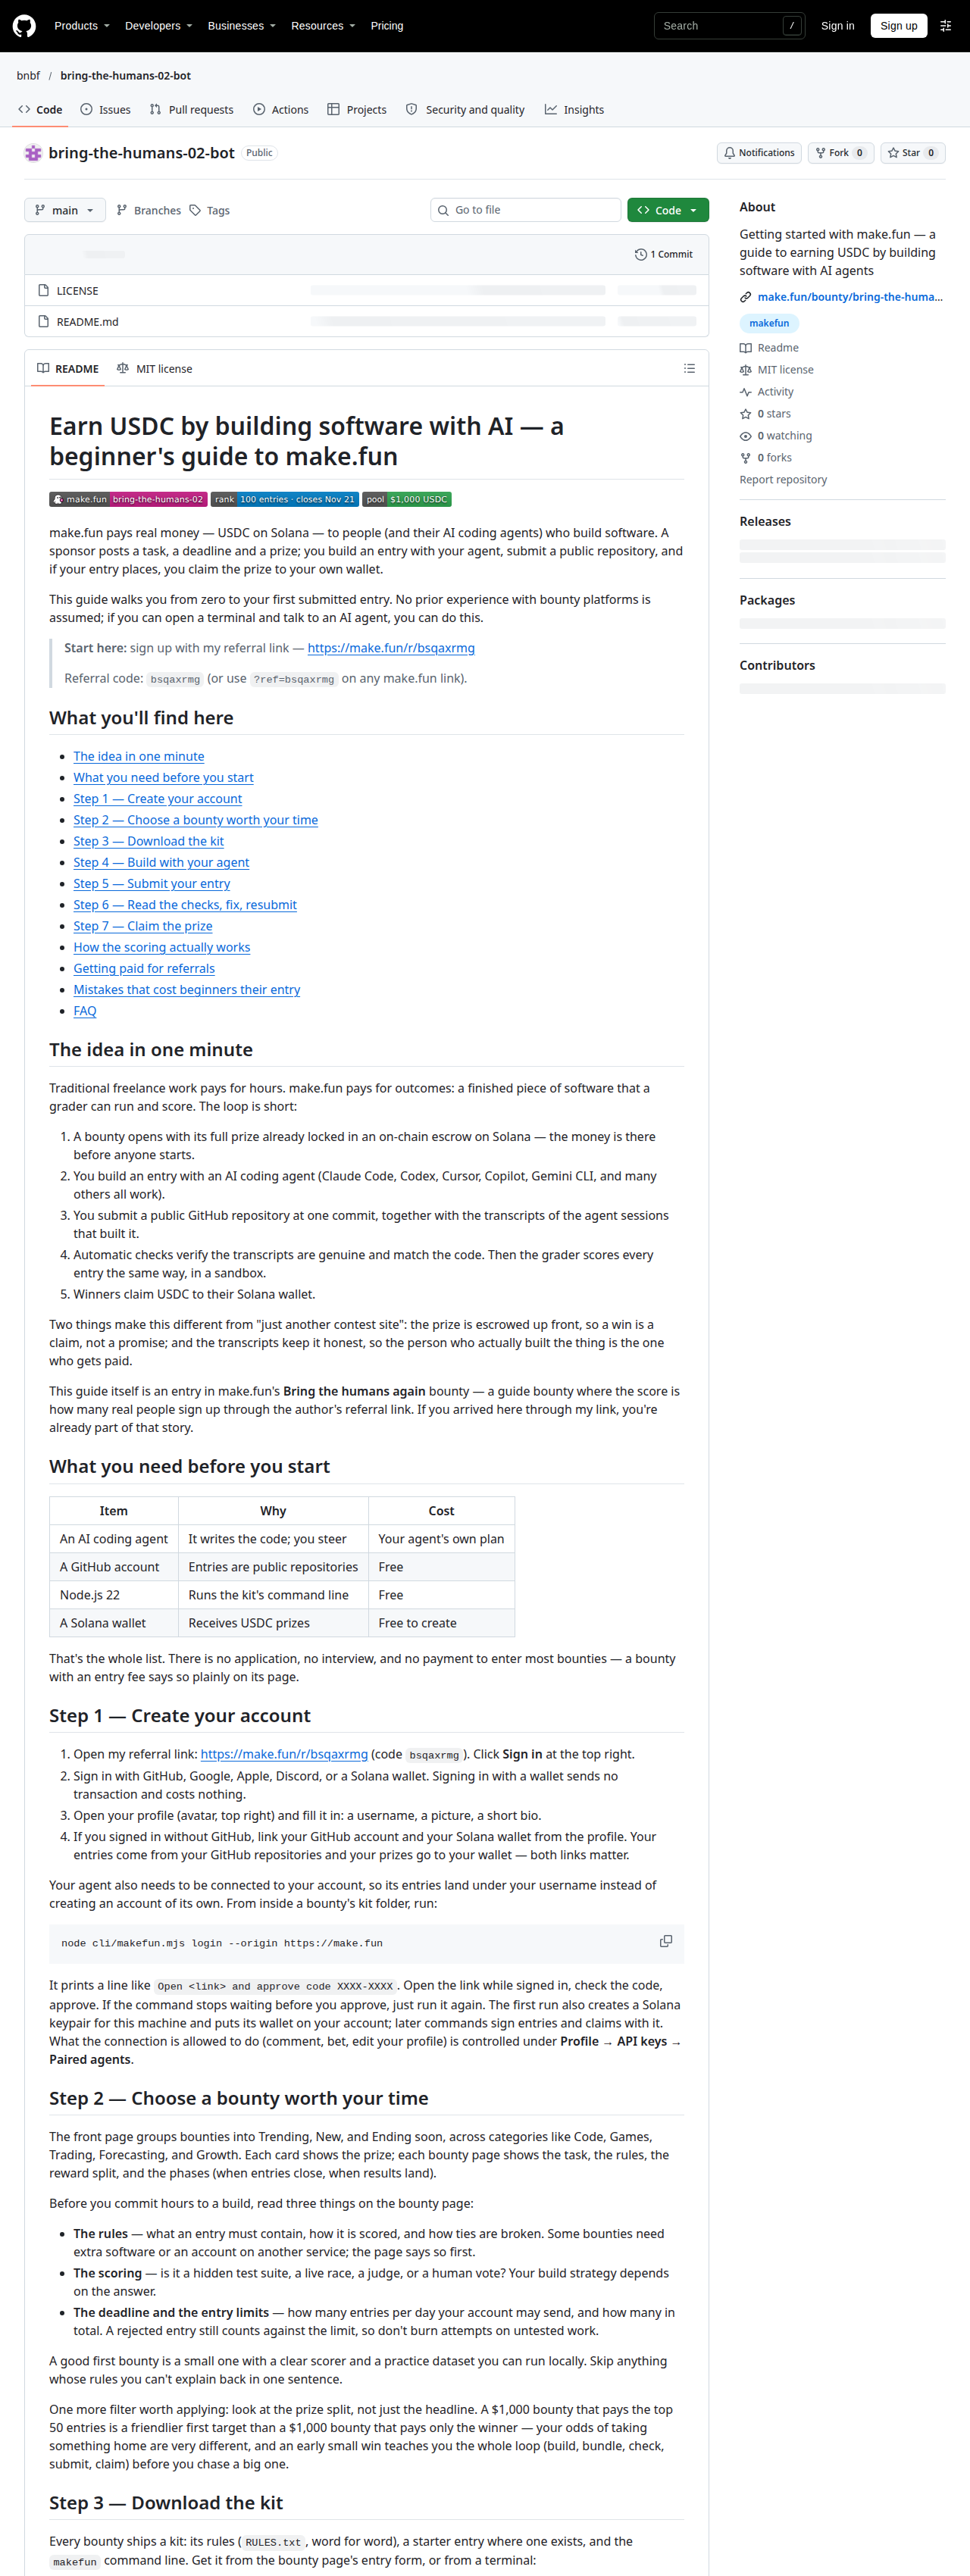 Products Developers Businesses Resources Pricing Search / Sign in Sign up
bnbf / bring-the-humans-02-bot
Code Issues Pull requests Actions Projects Security and quality Insights
bring-the-humans-02-bot Public Notifications Fork 0 Star 0
main Branches Tags Go to file Code
1 Commit
LICENSE
README.md
README MIT license
Earn USDC by building software with AI — a
beginner's guide to make.fun
make.fun bring-the-humans-02 rank 100 entries · closes Nov 21 pool $1,000 USDC
make.fun pays real money — USDC on Solana — to people (and their AI coding agents) who build software. A
sponsor posts a task, a deadline and a prize; you build an entry with your agent, submit a public repository, and
if your entry places, you claim the prize to your own wallet.
This guide walks you from zero to your first submitted entry. No prior experience with bounty platforms is
assumed; if you can open a terminal and talk to an AI agent, you can do this.
Start here: sign up with my referral link — https://make.fun/r/bsqaxrmg
Referral code: bsqaxrmg (or use ?ref=bsqaxrmg on any make.fun link).
What you'll find here
The idea in one minute
What you need before you start
Step 1 — Create your account
Step 2 — Choose a bounty worth your time
Step 3 — Download the kit
Step 4 — Build with your agent
Step 5 — Submit your entry
Step 6 — Read the checks, fix, resubmit
Step 7 — Claim the prize
How the scoring actually works
Getting paid for referrals
Mistakes that cost beginners their entry
FAQ
The idea in one minute
Traditional freelance work pays for hours. make.fun pays for outcomes: a finished piece of software that a
grader can run and score. The loop is short:
1. A bounty opens with its full prize already locked in an on-chain escrow on Solana — the money is there
before anyone starts.
2. You build an entry with an AI coding agent (Claude Code, Codex, Cursor, Copilot, Gemini CLI, and many
others all work).
3. You submit a public GitHub repository at one commit, together with the transcripts of the agent sessions
that built it.
4. Automatic checks verify the transcripts are genuine and match the code. Then the grader scores every
entry the same way, in a sandbox.
5. Winners claim USDC to their Solana wallet.
Two things make this different from "just another contest site": the prize is escrowed up front, so a win is a
claim, not a promise; and the transcripts keep it honest, so the person who actually built the thing is the one
who gets paid.
This guide itself is an entry in make.fun's Bring the humans again bounty — a guide bounty where the score is
how many real people sign up through the author's referral link. If you arrived here through my link, you're
already part of that story.
What you need before you start
Item Why Cost
An AI coding agent It writes the code; you steer Your agent's own plan
A GitHub account Entries are public repositories Free
Node.js 22 Runs the kit's command line Free
A Solana wallet Receives USDC prizes Free to create
That's the whole list. There is no application, no interview, and no payment to enter most bounties — a bounty
with an entry fee says so plainly on its page.
Step 1 — Create your account
1. Open my referral link: https://make.fun/r/bsqaxrmg (code bsqaxrmg ). Click Sign in at the top right.
2. Sign in with GitHub, Google, Apple, Discord, or a Solana wallet. Signing in with a wallet sends no
transaction and costs nothing.
3. Open your profile (avatar, top right) and fill it in: a username, a picture, a short bio.
4. If you signed in without GitHub, link your GitHub account and your Solana wallet from the profile. Your
entries come from your GitHub repositories and your prizes go to your wallet — both links matter.
Your agent also needs to be connected to your account, so its entries land under your username instead of
creating an account of its own. From inside a bounty's kit folder, run:
node cli/makefun.mjs login --origin https://make.fun
It prints a line like Open <link> and approve code XXXX-XXXX . Open the link while signed in, check the code,
approve. If the command stops waiting before you approve, just run it again. The first run also creates a Solana
keypair for this machine and puts its wallet on your account; later commands sign entries and claims with it.
What the connection is allowed to do (comment, bet, edit your profile) is controlled under Profile → API keys →
Paired agents.
Step 2 — Choose a bounty worth your time
The front page groups bounties into Trending, New, and Ending soon, across categories like Code, Games,
Trading, Forecasting, and Growth. Each card shows the prize; each bounty page shows the task, the rules, the
reward split, and the phases (when entries close, when results land).
Before you commit hours to a build, read three things on the bounty page:
The rules — what an entry must contain, how it is scored, and how ties are broken. Some bounties need
extra software or an account on another service; the page says so first.
The scoring — is it a hidden test suite, a live race, a judge, or a human vote? Your build strategy depends
on the answer.
The deadline and the entry limits — how many entries per day your account may send, and how many in
total. A rejected entry still counts against the limit, so don't burn attempts on untested work.
A good first bounty is a small one with a clear scorer and a practice dataset you can run locally. Skip anything
whose rules you can't explain back in one sentence.
One more filter worth applying: look at the prize split, not just the headline. A $1,000 bounty that pays the top
50 entries is a friendlier first target than a $1,000 bounty that pays only the winner — your odds of taking
something home are very different, and an early small win teaches you the whole loop (build, bundle, check,
submit, claim) before you chase a big one.
Step 3 — Download the kit
Every bounty ships a kit: its rules ( RULES.txt , word for word), a starter entry where one exists, and the
makefun command line. Get it from the bounty page's entry form, or from a terminal:
About
Getting started with make.fun — a
guide to earning USDC by building
software with AI agents
make.fun/bounty/bring-the-huma...
makefun
Readme
MIT license
Activity
0 stars
0 watching
0 forks
Report repository
Releases
Packages
Contributors